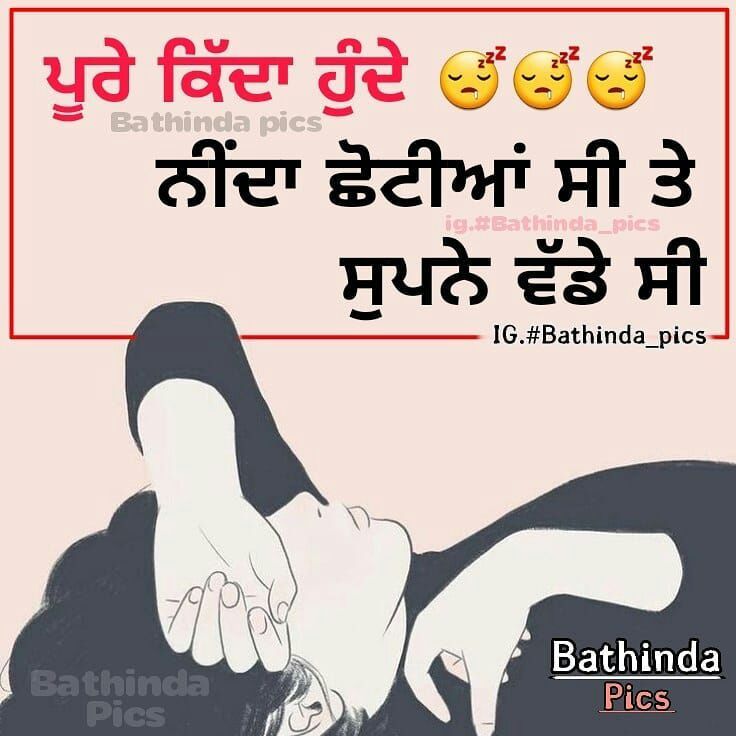 ਪੂਰੇ ਕਿੱਦਾ ਹੁੰਦੇ 😴😴😴
Bathinda pics
ਨੀਂਦਾ ਛੋਟੀਆਂ ਸੀ ਤੇ
ig.#Bathinda_pics
ਸੁਪਨੇ ਵੱਡੇ ਸੀ
IG.#Bathinda_pics
Bathinda
Pics
Bathinda
Pics